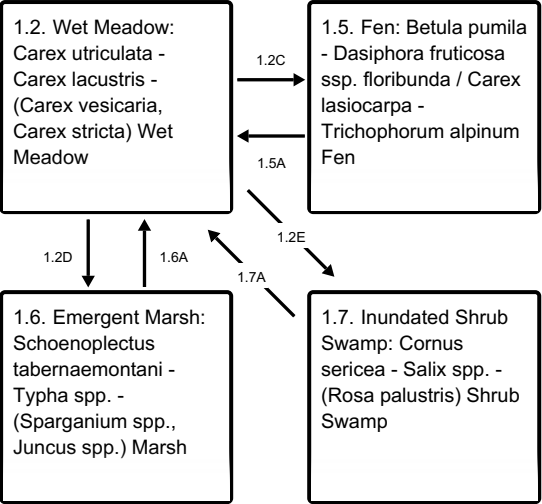 1.2. Wet Meadow:
Carex utriculata -
Carex lacustris -
(Carex vesicaria,
Carex stricta) Wet
Meadow
1.2C
1.5A
1.5. Fen: Betula pumila
- Dasiphora fruticosa
ssp. floribunda / Carex
lasiocarpa -
Trichophorum alpinum
Fen
1.2D
1.6A
1.2E
1.7A
1.6. Emergent Marsh:
Schoenoplectus
tabernaemontani -
Typha spp. -
(Sparganium spp.,
Juncus spp.) Marsh
1.7. Inundated Shrub
Swamp: Cornus
sericea - Salix spp. -
(Rosa palustris) Shrub
Swamp